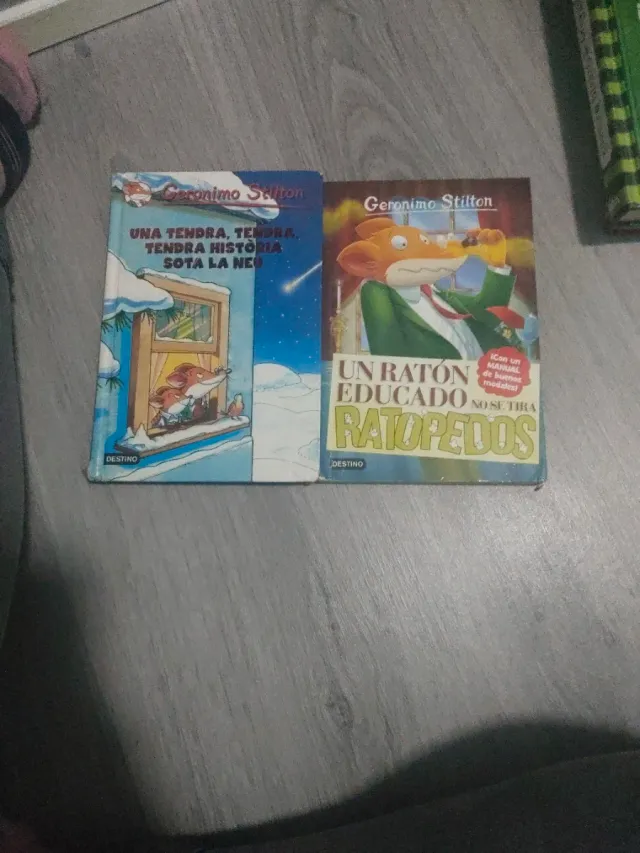 Geronimo Stilton
UNA TENDRA, TENDRA,
TENDRA HISTÒRIA
SOTA LA NEU
DESTINO
Geronimo Stilton
¡Con un
MANUAL
de buenos
modales!
UN RATÓN
EDUCADO
NO SE TIRA
RATOPEDOS
DESTINO